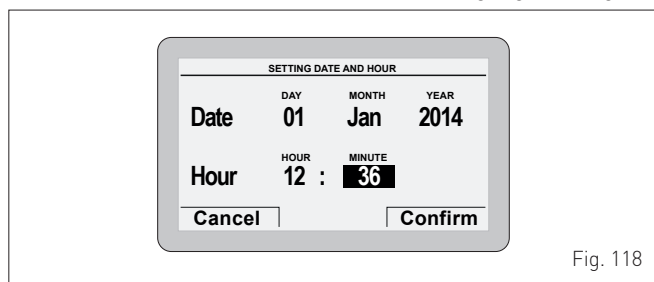 SETTING DATE AND HOUR
DAY MONTH YEAR
Date 01 Jan 2014
HOUR MINUTE
Hour 12 : 36
Cancel Confirm
Fig. 118